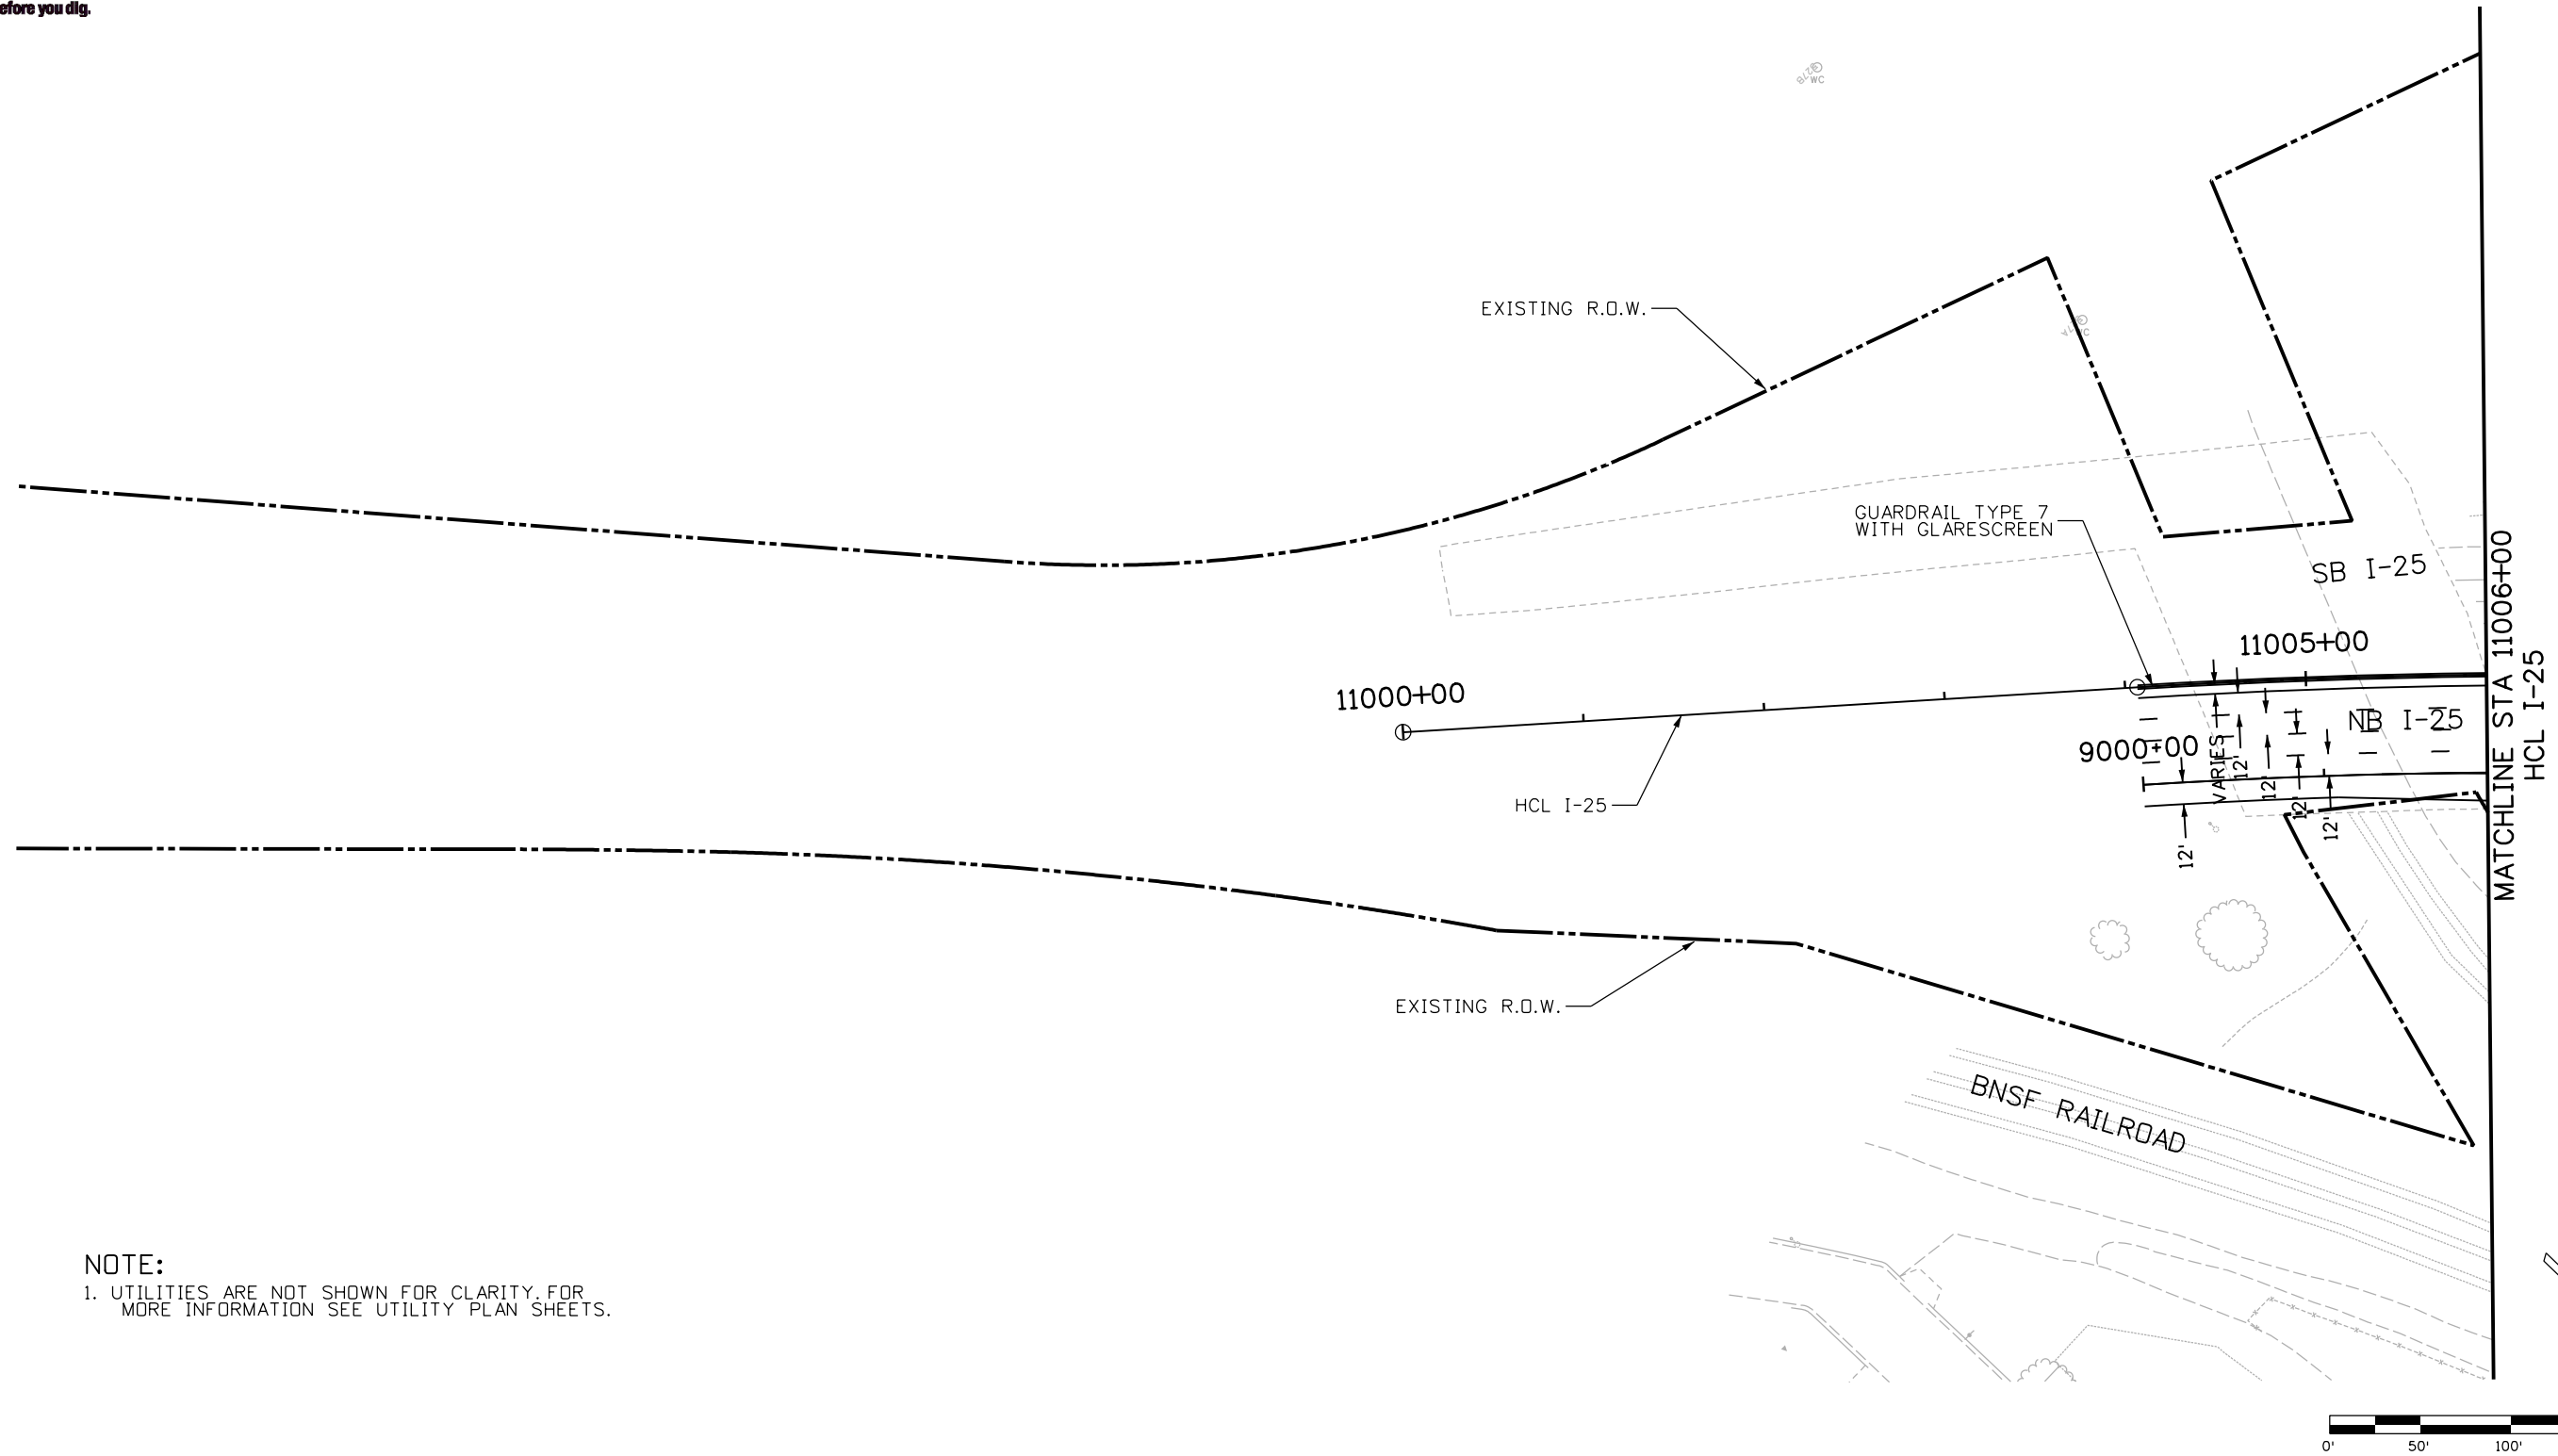 efore you dig.
8278
WC
EXISTING R.O.W.
GUARDRAIL TYPE 7
WITH GLARESCREEN
SB I-25
11005+00
11000+00
NB I-25
9000+00
HCL I-25
VARIES
12'
12'
12'
12'
12'
MATCHLINE STA 11006+00
HCL I-25
EXISTING R.O.W.
BNSF RAILROAD
NOTE:
1. UTILITIES ARE NOT SHOWN FOR CLARITY. FOR
MORE INFORMATION SEE UTILITY PLAN SHEETS.
0' 50' 100'